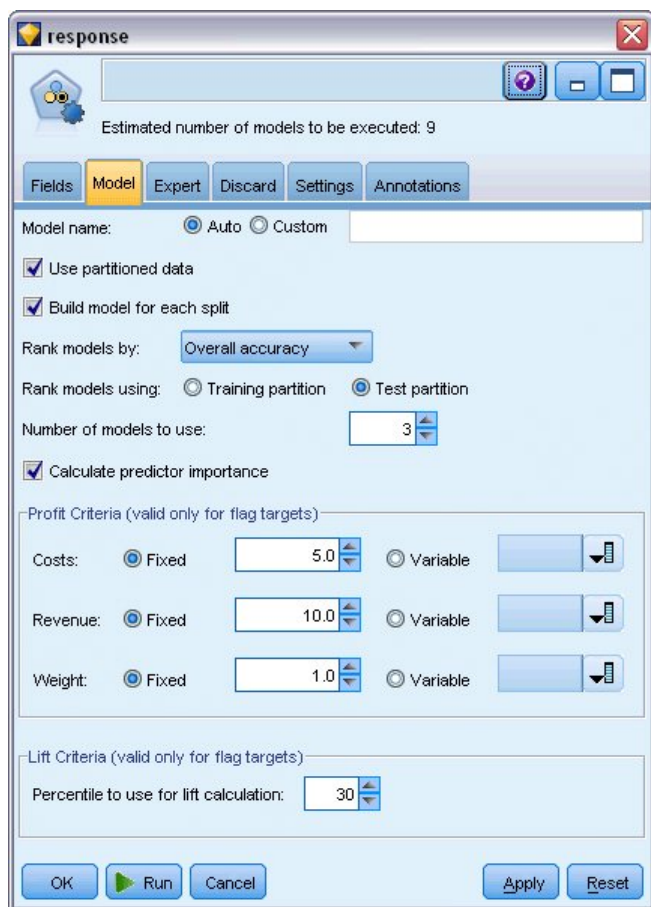 response
Estimated number of models to be executed: 9
Fields Model Expert Discard Settings Annotations
Model name: Auto Custom
Use partitioned data
Build model for each split
Rank models by: Overall accuracy
Rank models using: Training partition Test partition
Number of models to use: 3
Calculate predictor importance
Profit Criteria (valid only for flag targets)
Costs: Fixed 5.0 Variable
Revenue: Fixed 10.0 Variable
Weight: Fixed 1.0 Variable
Lift Criteria (valid only for flag targets)
Percentile to use for lift calculation: 30
OK Run Cancel Apply Reset